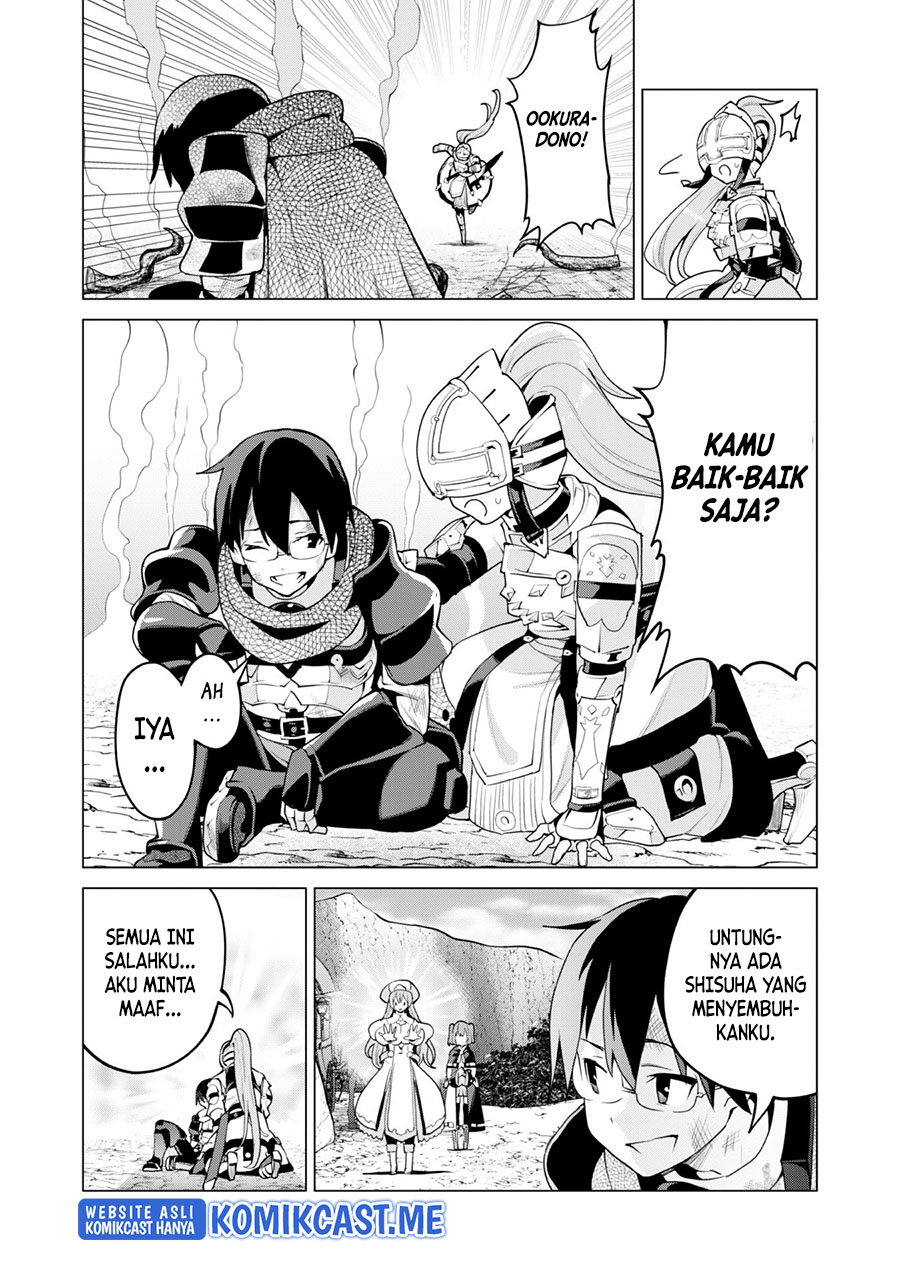 OOKURA-
DONO!
KAMU
BAIK-BAIK
SAJA?
AH
...
IYA
...
UNTUNG-
NYA ADA
SHISUHA YANG
MENYEMBUH-
KANKU.
SEMUA INI
SALAHKU...
AKU MINTA
MAAF...
WEBSITE ASLI
KOMIKCAST HANYA
KOMIKCAST.ME